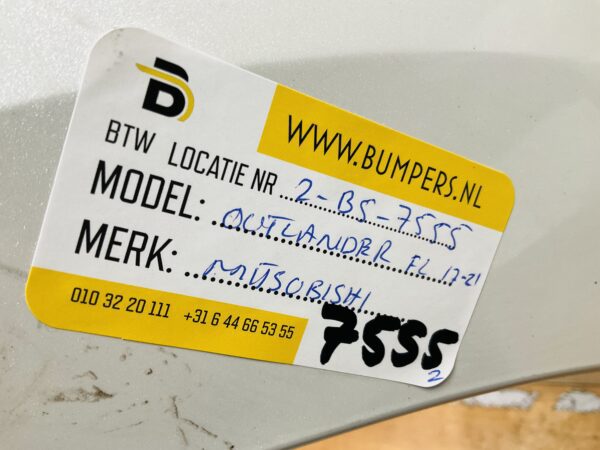 B
WWW.BUMPERS.NL
BTW LOCATIE NR 2-BS-7555
MODEL: OUTLANDER FL 17-21
MERK: MITSOBISHI
010 32 20 111 +31 6 44 66 53 55
7555
2